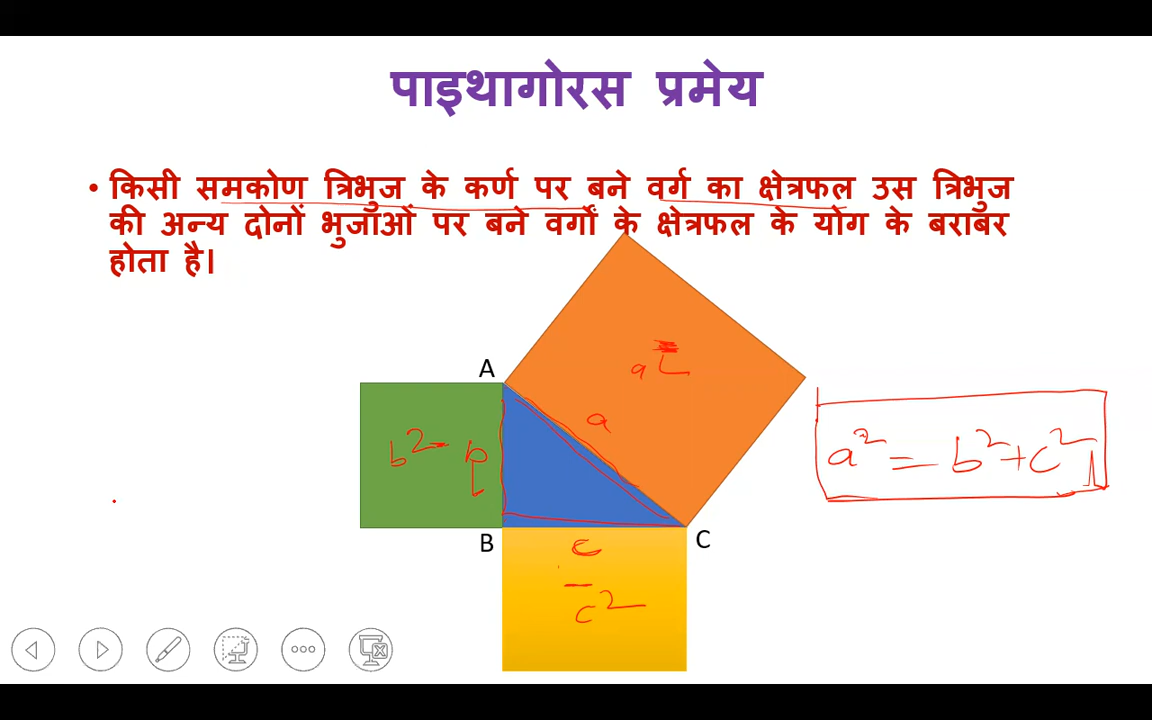 पाइथागोरस प्रमेय
• किसी समकोण त्रिभुज के कर्ण पर बने वर्ग का क्षेत्रफल उस त्रिभुज
की अन्य दोनों भुजाओं पर बने वर्गों के क्षेत्रफल के योग के बराबर
होता है।
a²
A
a
b² b
a² = b² + c²
B
C
c
c²